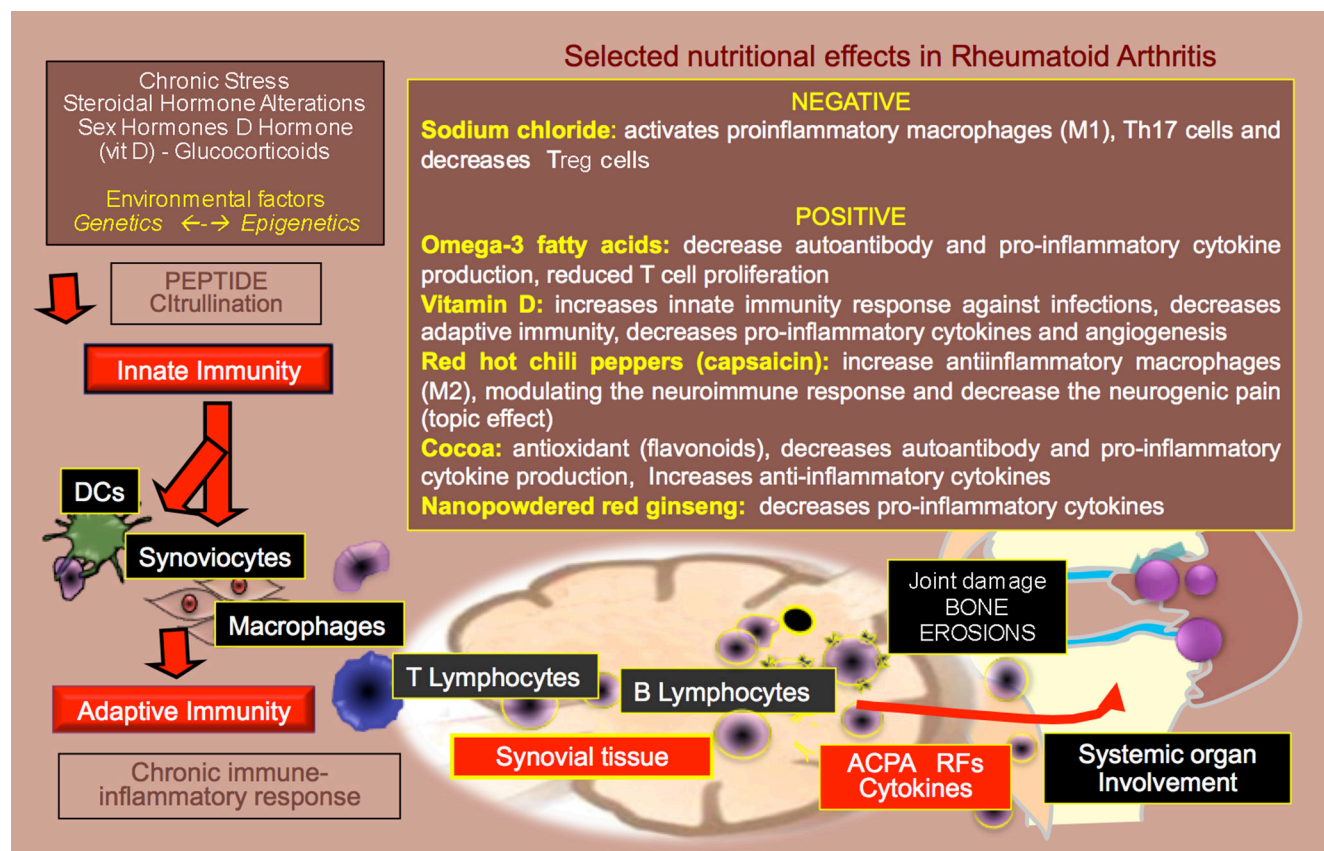 Selected nutritional effects in Rheumatoid Arthritis
Chronic Stress
Steroidal Hormone Alterations
Sex Hormones D Hormone
(vit D) - Glucocorticoids
Environmental factors
Genetics ←-→ Epigenetics
PEPTIDE
CItrullination
Innate Immunity
DCs
Synoviocytes
Macrophages
Adaptive Immunity
Chronic immune-
inflammatory response
NEGATIVE
Sodium chloride: activates proinflammatory macrophages (M1), Th17 cells and
decreases Treg cells
POSITIVE
Omega-3 fatty acids: decrease autoantibody and pro-inflammatory cytokine
production, reduced T cell proliferation
Vitamin D: increases innate immunity response against infections, decreases
adaptive immunity, decreases pro-inflammatory cytokines and angiogenesis
Red hot chili peppers (capsaicin): increase antiinflammatory macrophages
(M2), modulating the neuroimmune response and decrease the neurogenic pain
(topic effect)
Cocoa: antioxidant (flavonoids), decreases autoantibody and pro-inflammatory
cytokine production, Increases anti-inflammatory cytokines
Nanopowdered red ginseng: decreases pro-inflammatory cytokines
T Lymphocytes
B Lymphocytes
Synovial tissue
ACPA RFs
Cytokines
Joint damage
BONE
EROSIONS
Systemic organ
Involvement